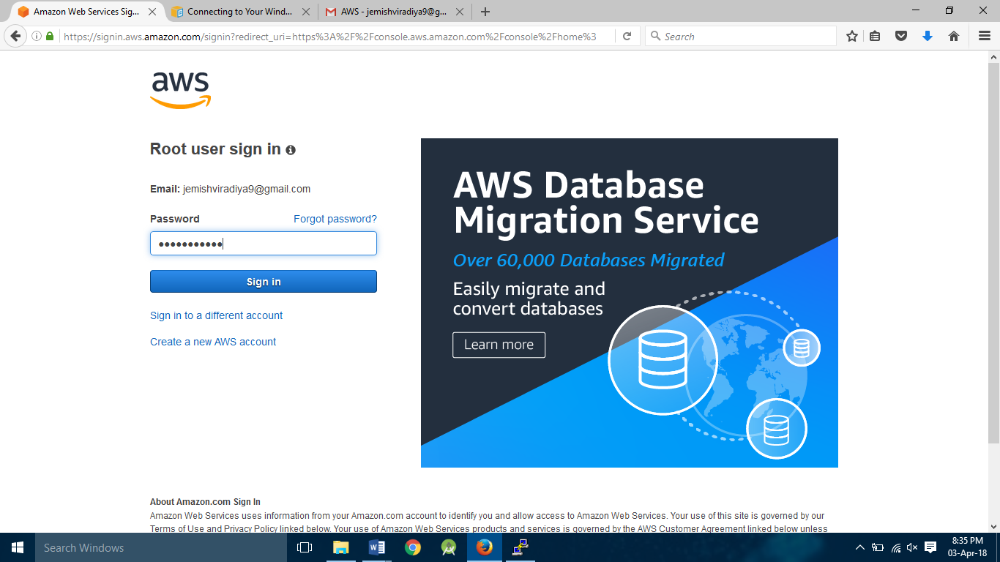 Amazon Web Services Sig...
Connecting to Your Wind...
AWS - jemishviradiya9@g...
https://signin.aws.amazon.com/signin?redirect_uri=https%3A%2F%2Fconsole.aws.amazon.com%2Fconsole%2Fhome%3
Search
aws
Root user sign in
Email: jemishviradiya9@gmail.com
Password
Forgot password?
Sign in
Sign in to a different account
Create a new AWS account
AWS Database
Migration Service
Over 60,000 Databases Migrated
Easily migrate and
convert databases
Learn more
About Amazon.com Sign In
Amazon Web Services uses information from your Amazon.com account to identify you and allow access to Amazon Web Services. Your use of this site is governed by our
Terms of Use and Privacy Policy linked below. Your use of Amazon Web Services products and services is governed by the AWS Customer Agreement linked below unless
Search Windows
8:35 PM
03-Apr-18